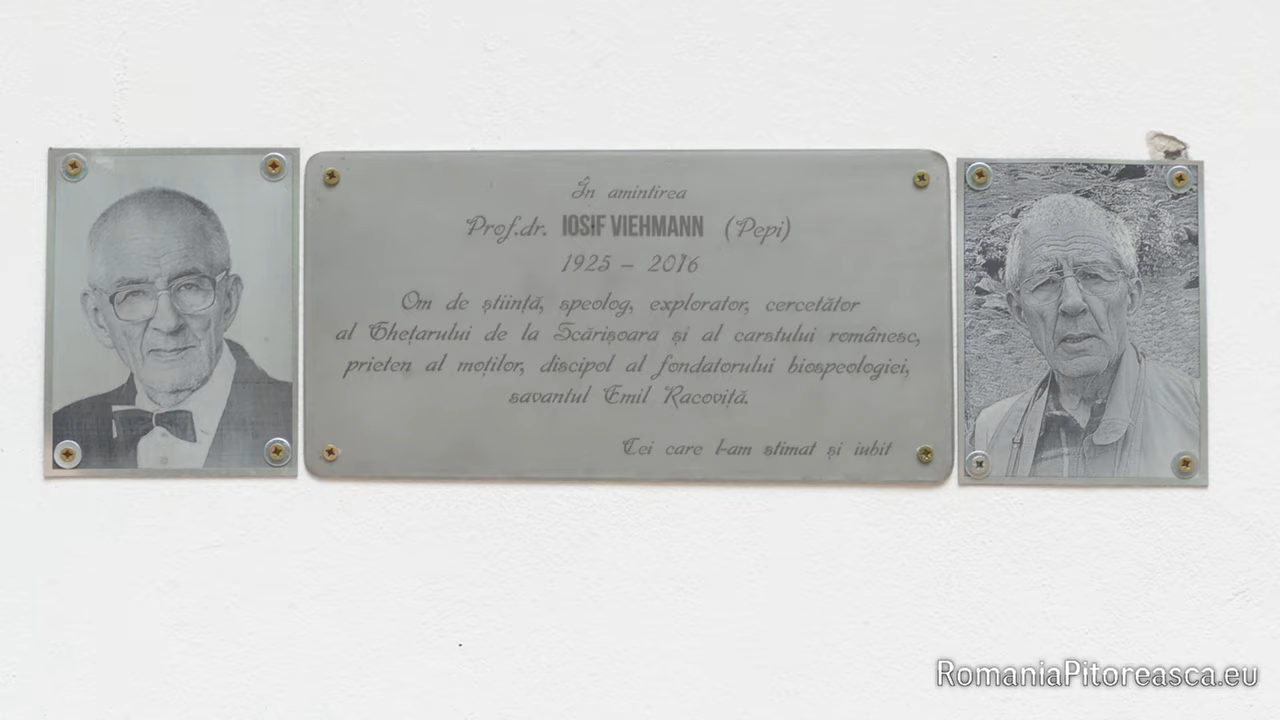 În amintirea
Prof.dr. IOSIF VIEHMANN (Pepi)
1925 – 2016
Om de știință, speolog, explorator, cercetător
al Ghețarului de la Scărișoara și al carstului românesc,
prieten al moților, discipol al fondatorului biospeologiei,
savantul Emil Racoviță.
Cei care l-am stimat și iubit
RomaniaPitoreasca.eu